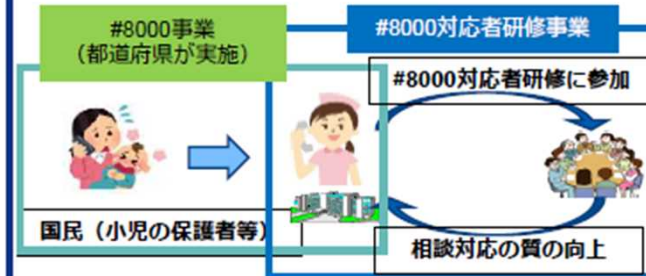 #8000事業
（都道府県が実施）
#8000対応者研修事業
#8000対応者研修に参加
国民（小児の保護者等）
相談対応の質の向上